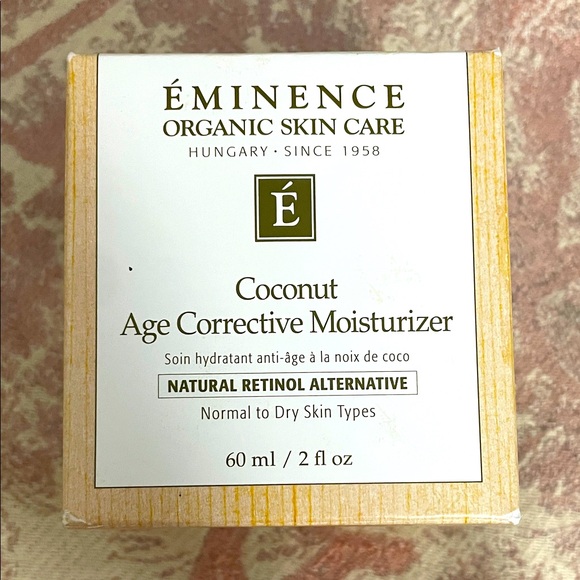 ÉMINENCE
ORGANIC SKIN CARE
HUNGARY · SINCE 1958
É
Coconut
Age Corrective Moisturizer
Soin hydratant anti-âge à la noix de coco
NATURAL RETINOL ALTERNATIVE
Normal to Dry Skin Types
60 ml / 2 fl oz